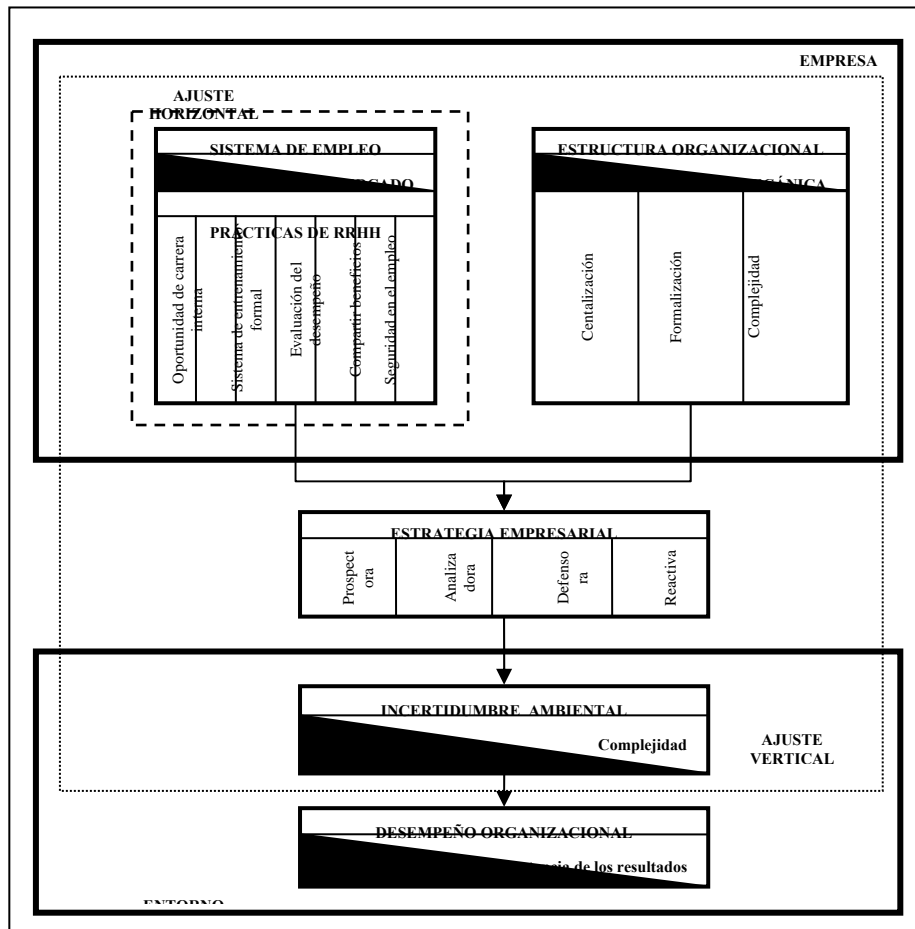 EMPRESA
AJUSTE
HORIZONTAL
SISTEMA DE EMPLEO
PRÁCTICAS DE RRHH
Oportunidad de carrera
interna
Sistema de entrenamiento
formal
Evaluación del
desempeño
Compartir beneficios
Seguridad en el empleo
ESTRUCTURA ORGANIZACIONAL
Centalización
Formalización
Complejidad
ESTRATEGIA EMPRESARIAL
Prospect
ora
Analiza
dora
Defenso
ra
Reactiva
INCERTIDUMBRE AMBIENTAL
Complejidad
AJUSTE
VERTICAL
DESEMPEÑO ORGANIZACIONAL
de los resultados
ENTORNO